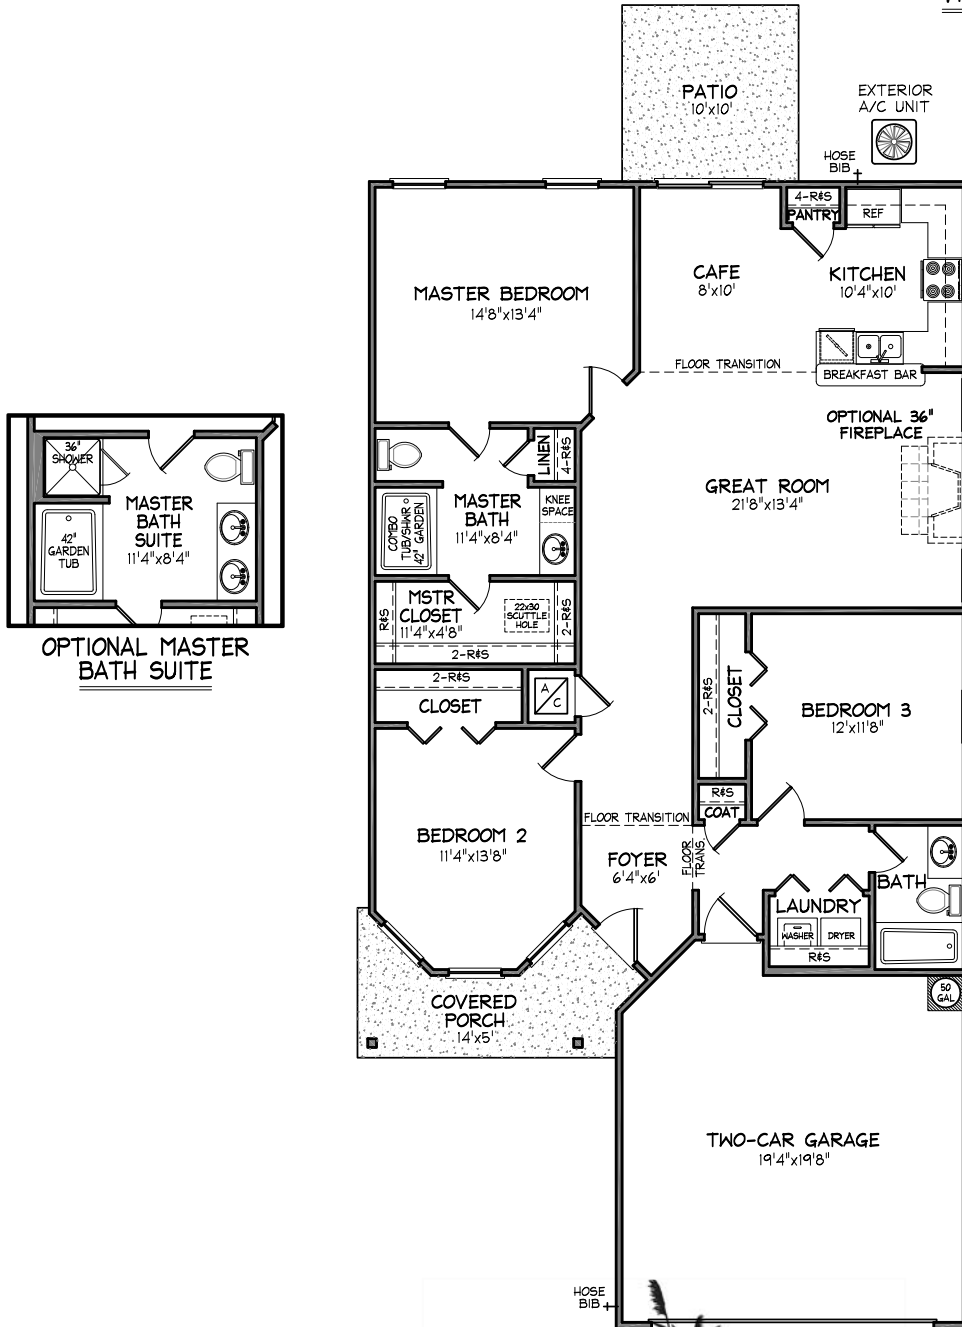 PATIO
10'x10'
EXTERIOR
A/C UNIT
HOSE
BIB
4-R&S
PANTRY
REF
CAFE
8'x10'
KITCHEN
10'4"x10'
MASTER BEDROOM
14'8"x13'4"
FLOOR TRANSITION
BREAKFAST BAR
OPTIONAL 36"
FIREPLACE
LINEN
4-R&S
GREAT ROOM
21'8"x13'4"
MASTER
BATH
11'4"x8'4"
KNEE
SPACE
COMBO
TUB/SHWR
42" GARDEN
36"
SHOWER
MASTER
BATH
SUITE
11'4"x8'4"
42"
GARDEN
TUB
OPTIONAL MASTER
BATH SUITE
R&S
MSTR
CLOSET
11'4"x4'8"
22x30
SCUTTLE
HOLE
2-R&S
2-R&S
2-R&S
CLOSET
A
C
2-R&S
CLOSET
BEDROOM 3
12'x11'8"
R&S
COAT
BEDROOM 2
11'4"x13'8"
FLOOR TRANSITION
FOYER
6'4"x6'
FLOOR
TRANS.
BATH
LAUNDRY
WASHER
DRYER
R&S
50
GAL
COVERED
PORCH
14'x5'
TWO-CAR GARAGE
19'4"x19'8"
HOSE
BIB